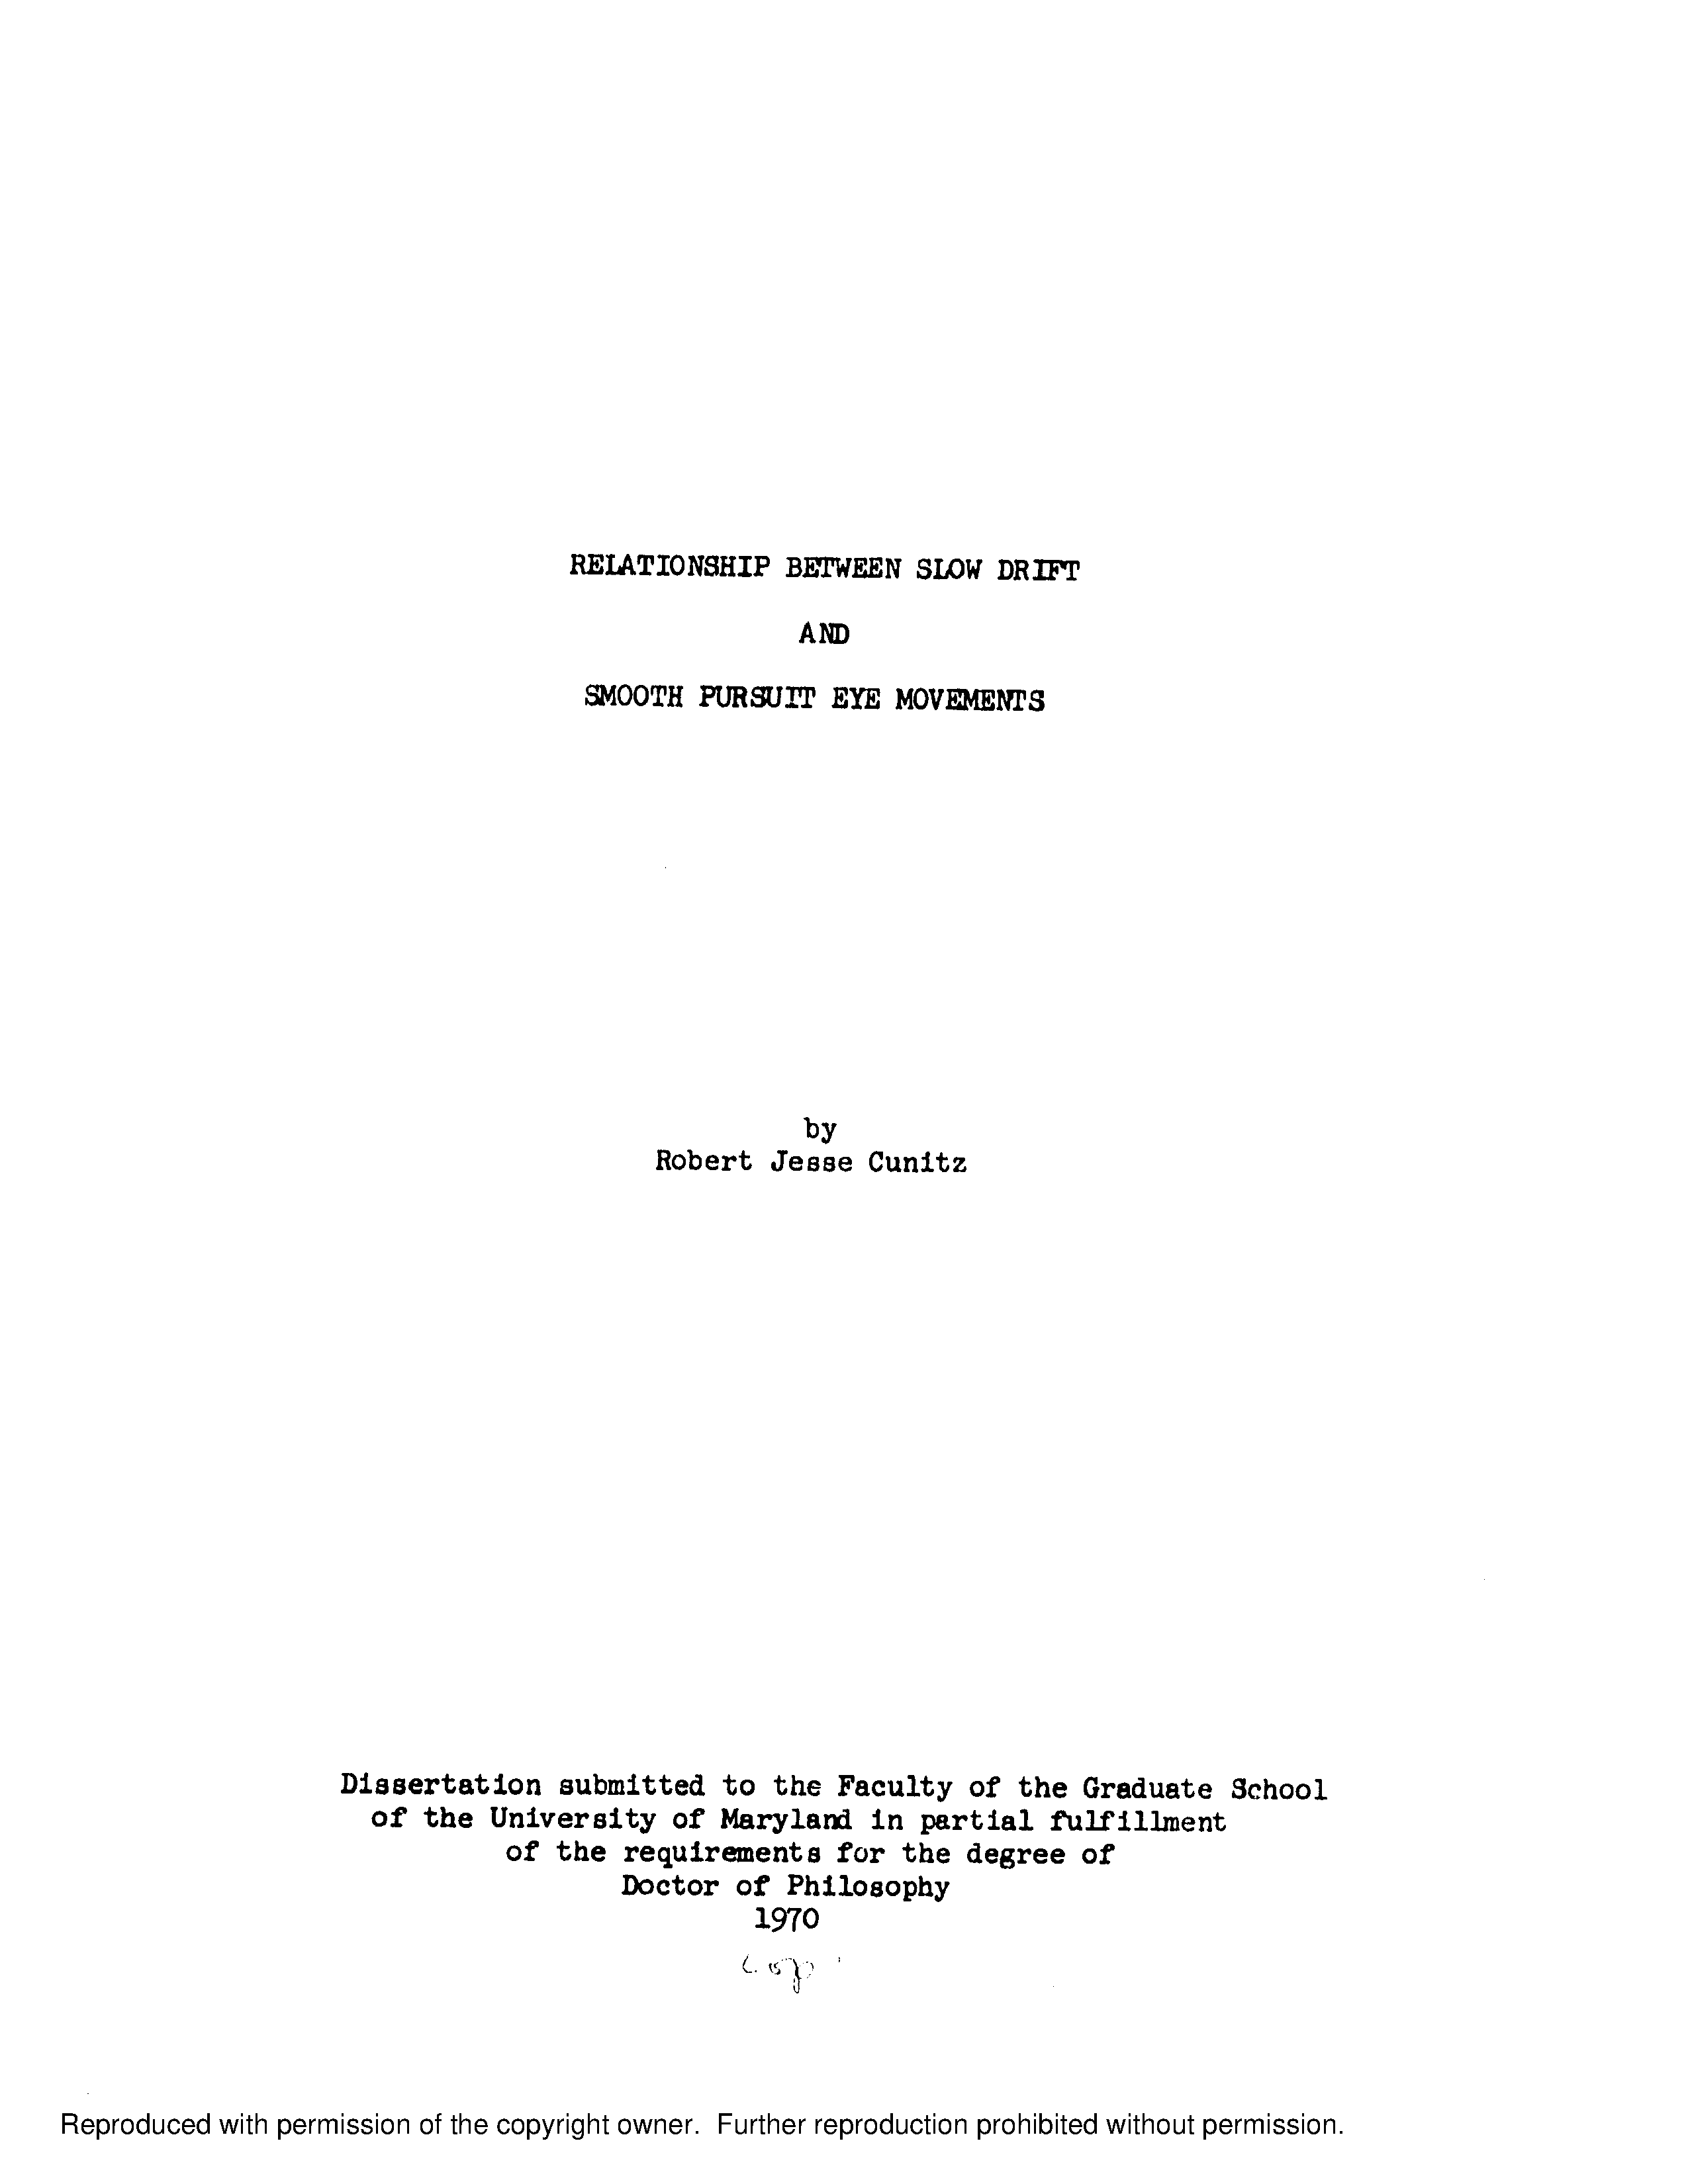 RELATIONSHIP BETWEEN SLOW DRIFT
AND
SMOOTH PURSUIT EYE MOVEMENTS
by
Robert Jesse Cunitz
Dissertation submitted to the Faculty of the Graduate School
of the University of Maryland in partial fulfillment
of the requirements for the degree of
Doctor of Philosophy
1970
Reproduced with permission of the copyright owner. Further reproduction prohibited without permission.